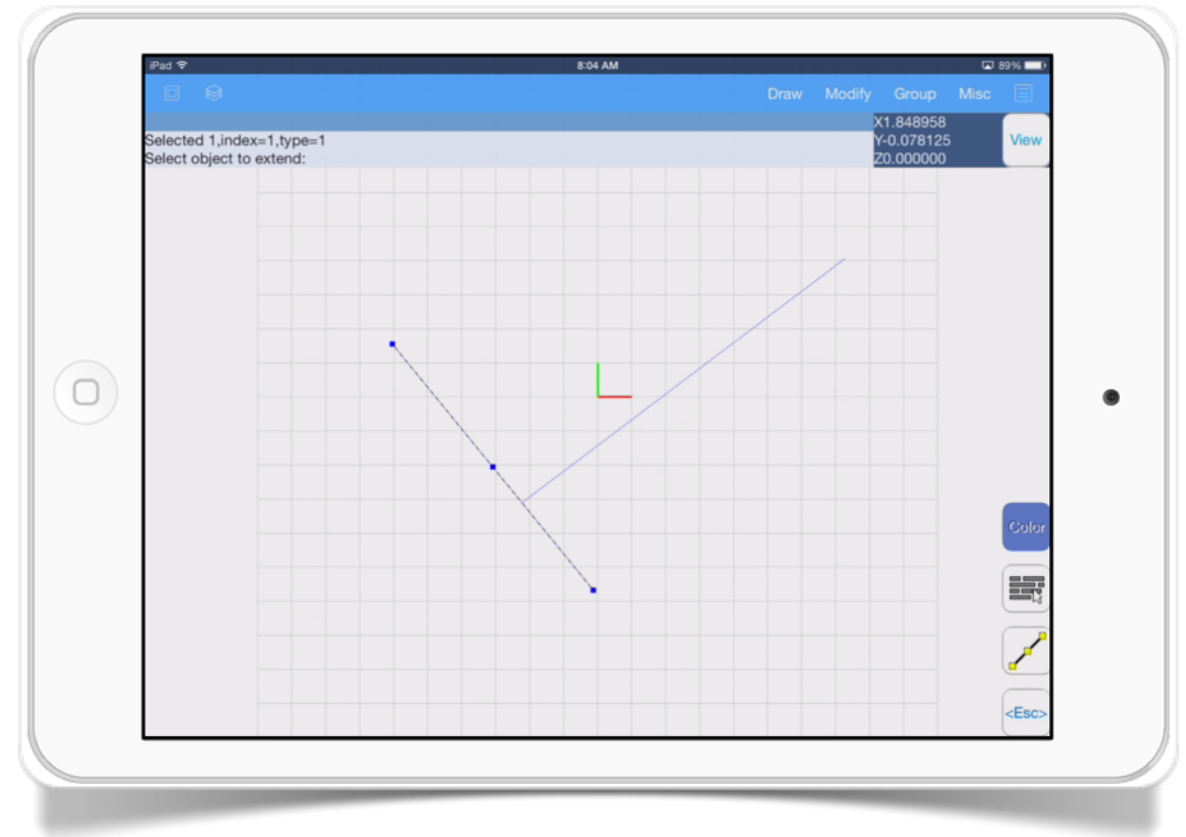 iPad
8:04 AM
89%
Draw Modify Group Misc
X1.848958
Y-0.078125
Z0.000000
View
Selected 1,index=1,type=1
Select object to extend:
Color
<Esc>